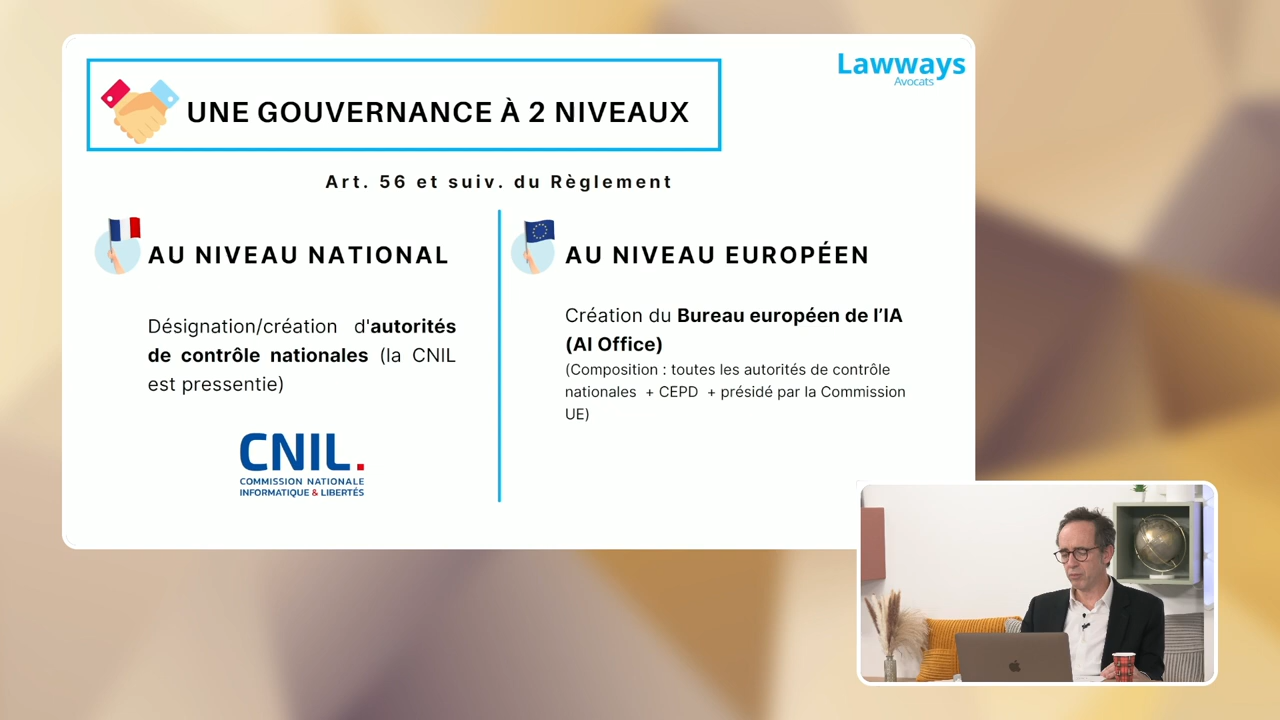 Lawways
Avocats
UNE GOUVERNANCE À 2 NIVEAUX
Art. 56 et suiv. du Règlement
AU NIVEAU NATIONAL
Désignation/création d'autorités
de contrôle nationales (la CNIL
est pressentie)
CNIL.
COMMISSION NATIONALE
INFORMATIQUE & LIBERTÉS
AU NIVEAU EUROPÉEN
Création du Bureau européen de l’IA
(AI Office)
(Composition : toutes les autorités de contrôle
nationales + CEPD + présidé par la Commission
UE)